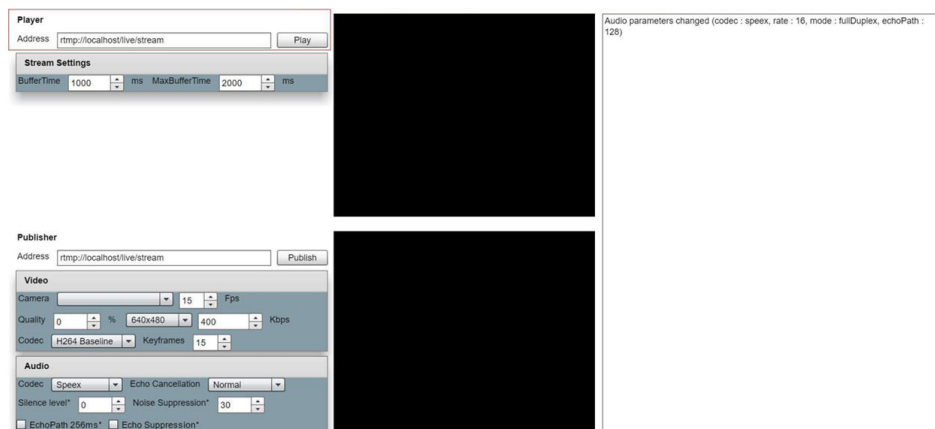 Player
Address rtmp://localhost/live/stream Play
Stream Settings
BufferTime 1000 ms MaxBufferTime 2000 ms
Audio parameters changed (codec : speex, rate : 16, mode : fullDuplex, echoPath :
128)
Publisher
Address rtmp://localhost/live/stream Publish
Video
Camera 15 Fps
Quality 0 % 640x480 400 Kbps
Codec H264 Baseline Keyframes 15
Audio
Codec Speex Echo Cancellation Normal
Silence level* 0 Noise Suppression* 30
EchoPath 256ms* Echo Suppression*